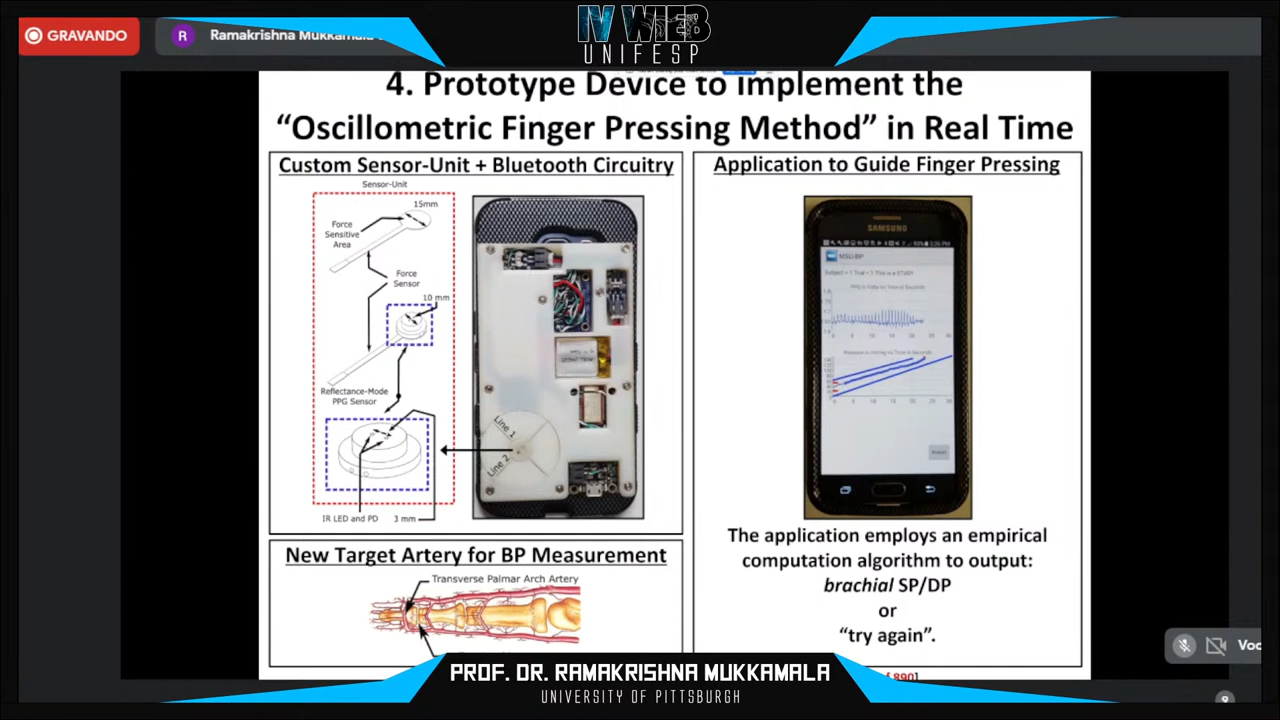 GRAVANDO
R
Ramakrishna Mukkamala
IV WEB
UNIFESP
4. Prototype Device to Implement the
“Oscillometric Finger Pressing Method” in Real Time
Custom Sensor-Unit + Bluetooth Circuitry
Sensor-Unit
15mm
Force
Sensitive
Area
Force
Sensor
10 mm
Reflectance-Mode
PPG Sensor
IR LED and PD
3 mm
Line 1
Line 2
New Target Artery for BP Measurement
Transverse Palmar Arch Artery
Application to Guide Finger Pressing
SAMSUNG
MSU BP
The application employs an empirical
computation algorithm to output:
brachial SP/DP
or
“try again”.
890]
Voc
PROF. DR. RAMAKRISHNA MUKKAMALA
UNIVERSITY OF PITTSBURGH